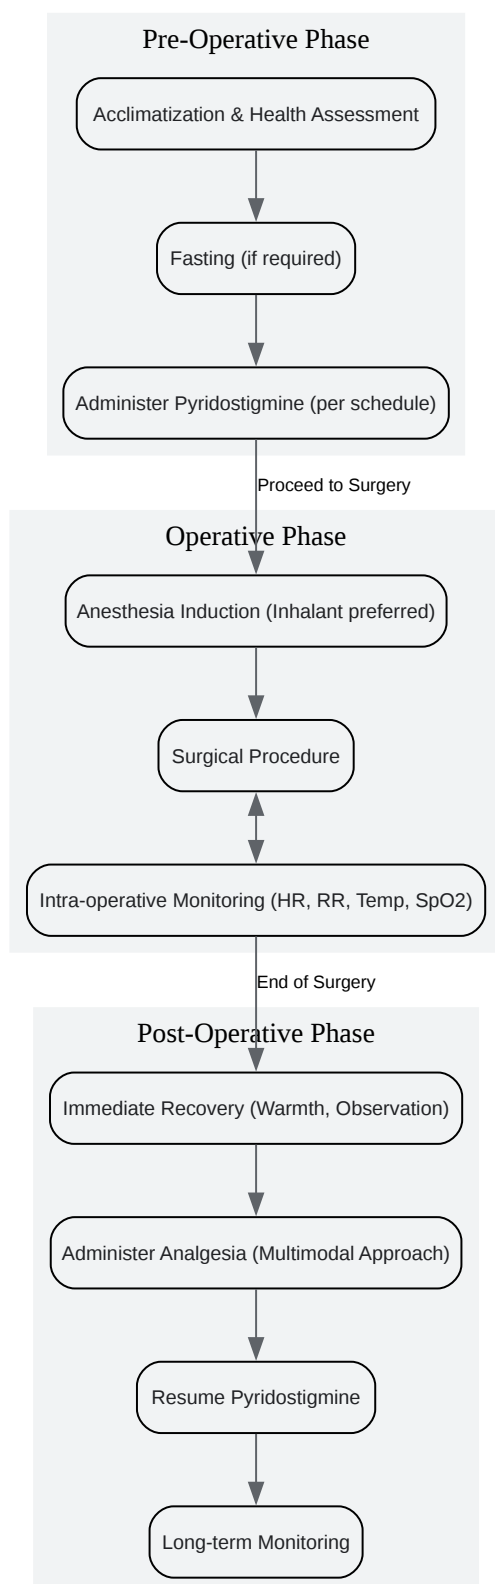 Pre-Operative Phase
Acclimatization & Health Assessment
Fasting (if required)
Administer Pyridostigmine (per schedule)
Proceed to Surgery
Operative Phase
Anesthesia Induction (Inhalant preferred)
Surgical Procedure
Intra-operative Monitoring (HR, RR, Temp, SpO2)
End of Surgery
Post-Operative Phase
Immediate Recovery (Warmth, Observation)
Administer Analgesia (Multimodal Approach)
Resume Pyridostigmine
Long-term Monitoring